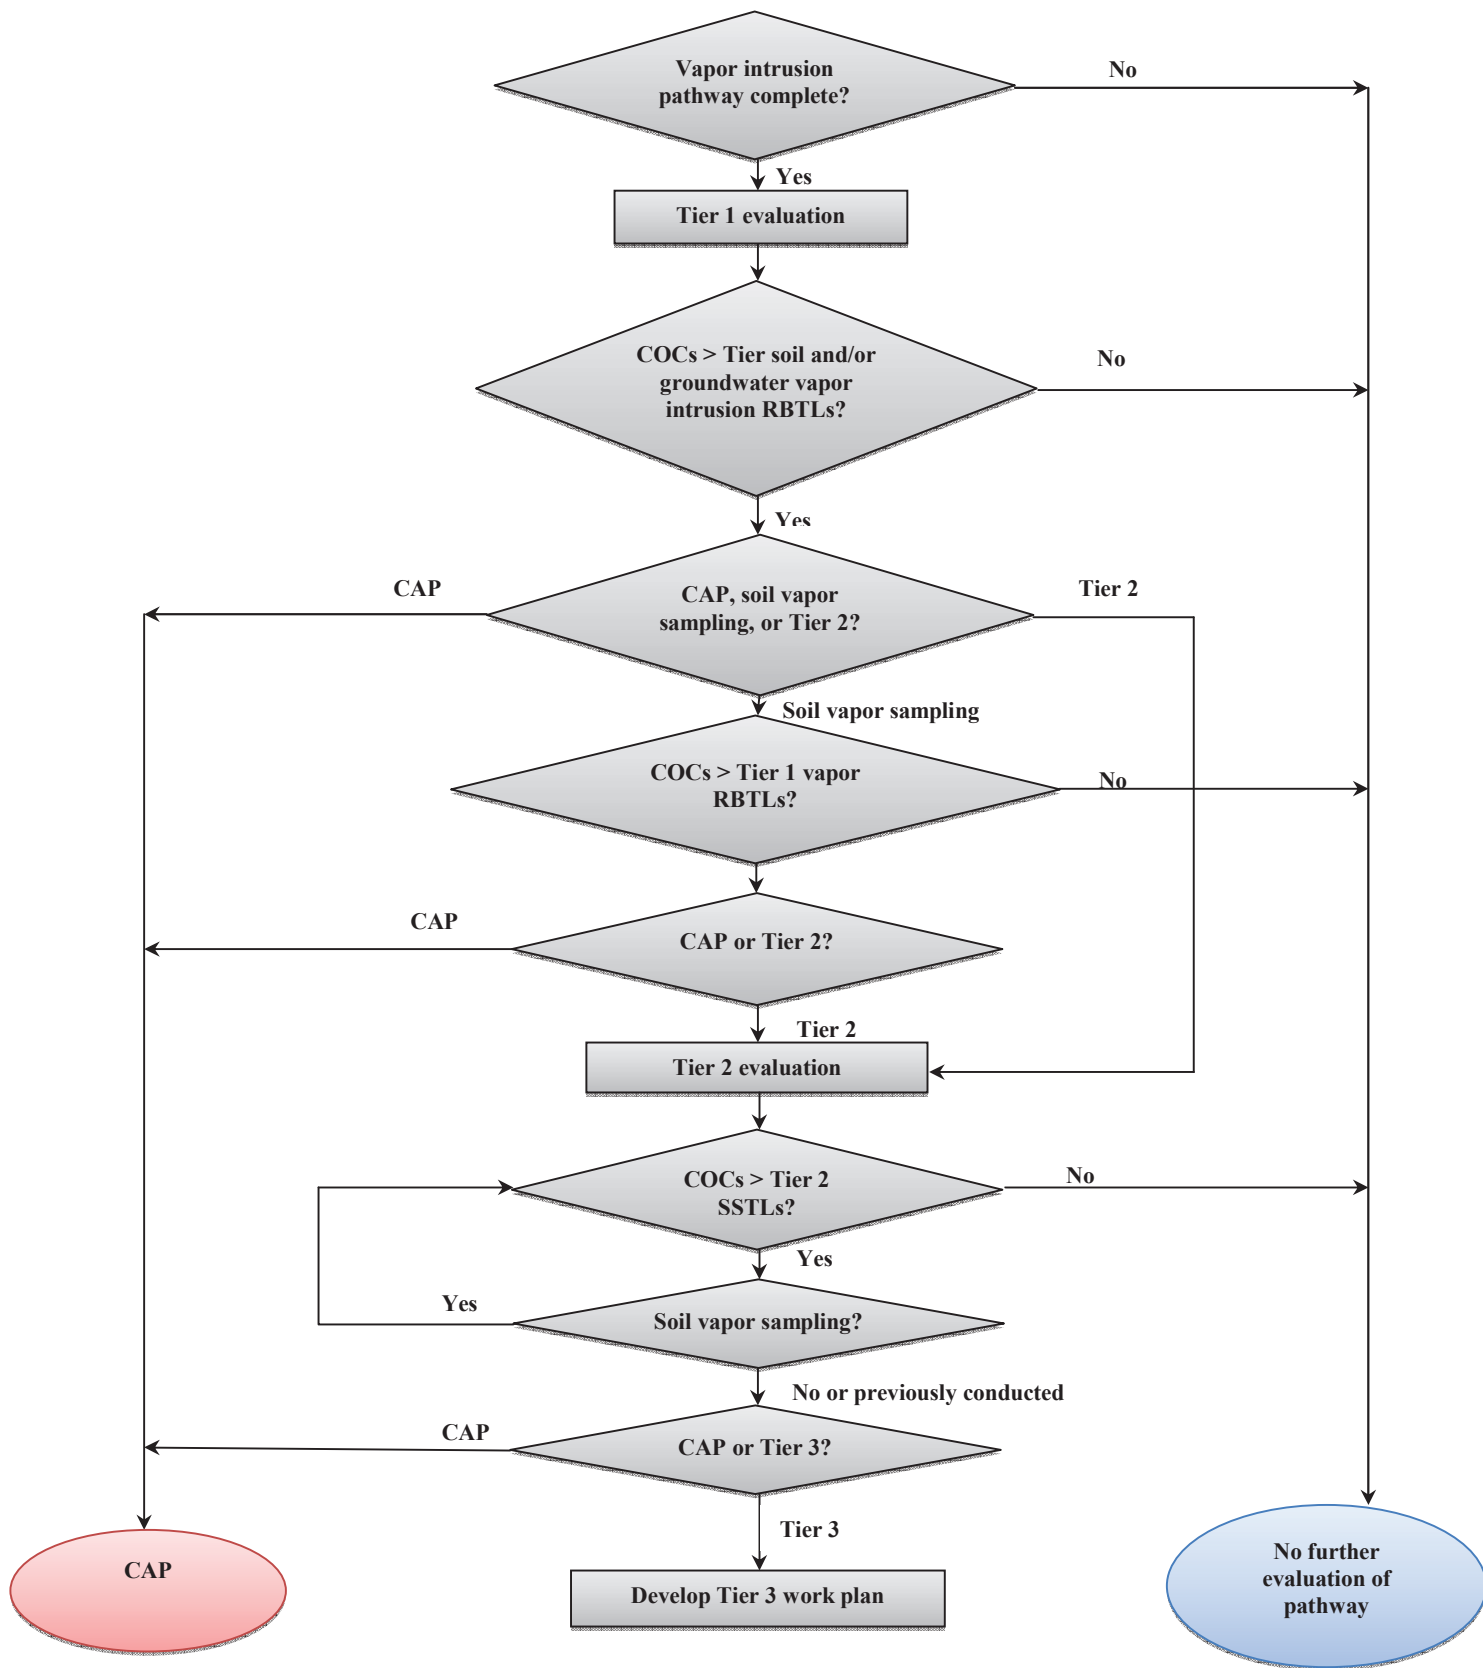 Vapor intrusion
pathway complete?
No
Yes
Tier 1 evaluation
COCs > Tier soil and/or
groundwater vapor
intrusion RBTLs?
No
Yes
CAP
CAP, soil vapor
sampling, or Tier 2?
Tier 2
Soil vapor sampling
COCs > Tier 1 vapor
RBTLs?
No
CAP
CAP or Tier 2?
Tier 2
Tier 2 evaluation
COCs > Tier 2
SSTLs?
No
Yes
Yes
Soil vapor sampling?
No or previously conducted
CAP
CAP or Tier 3?
Tier 3
CAP
Develop Tier 3 work plan
No further
evaluation of
pathway